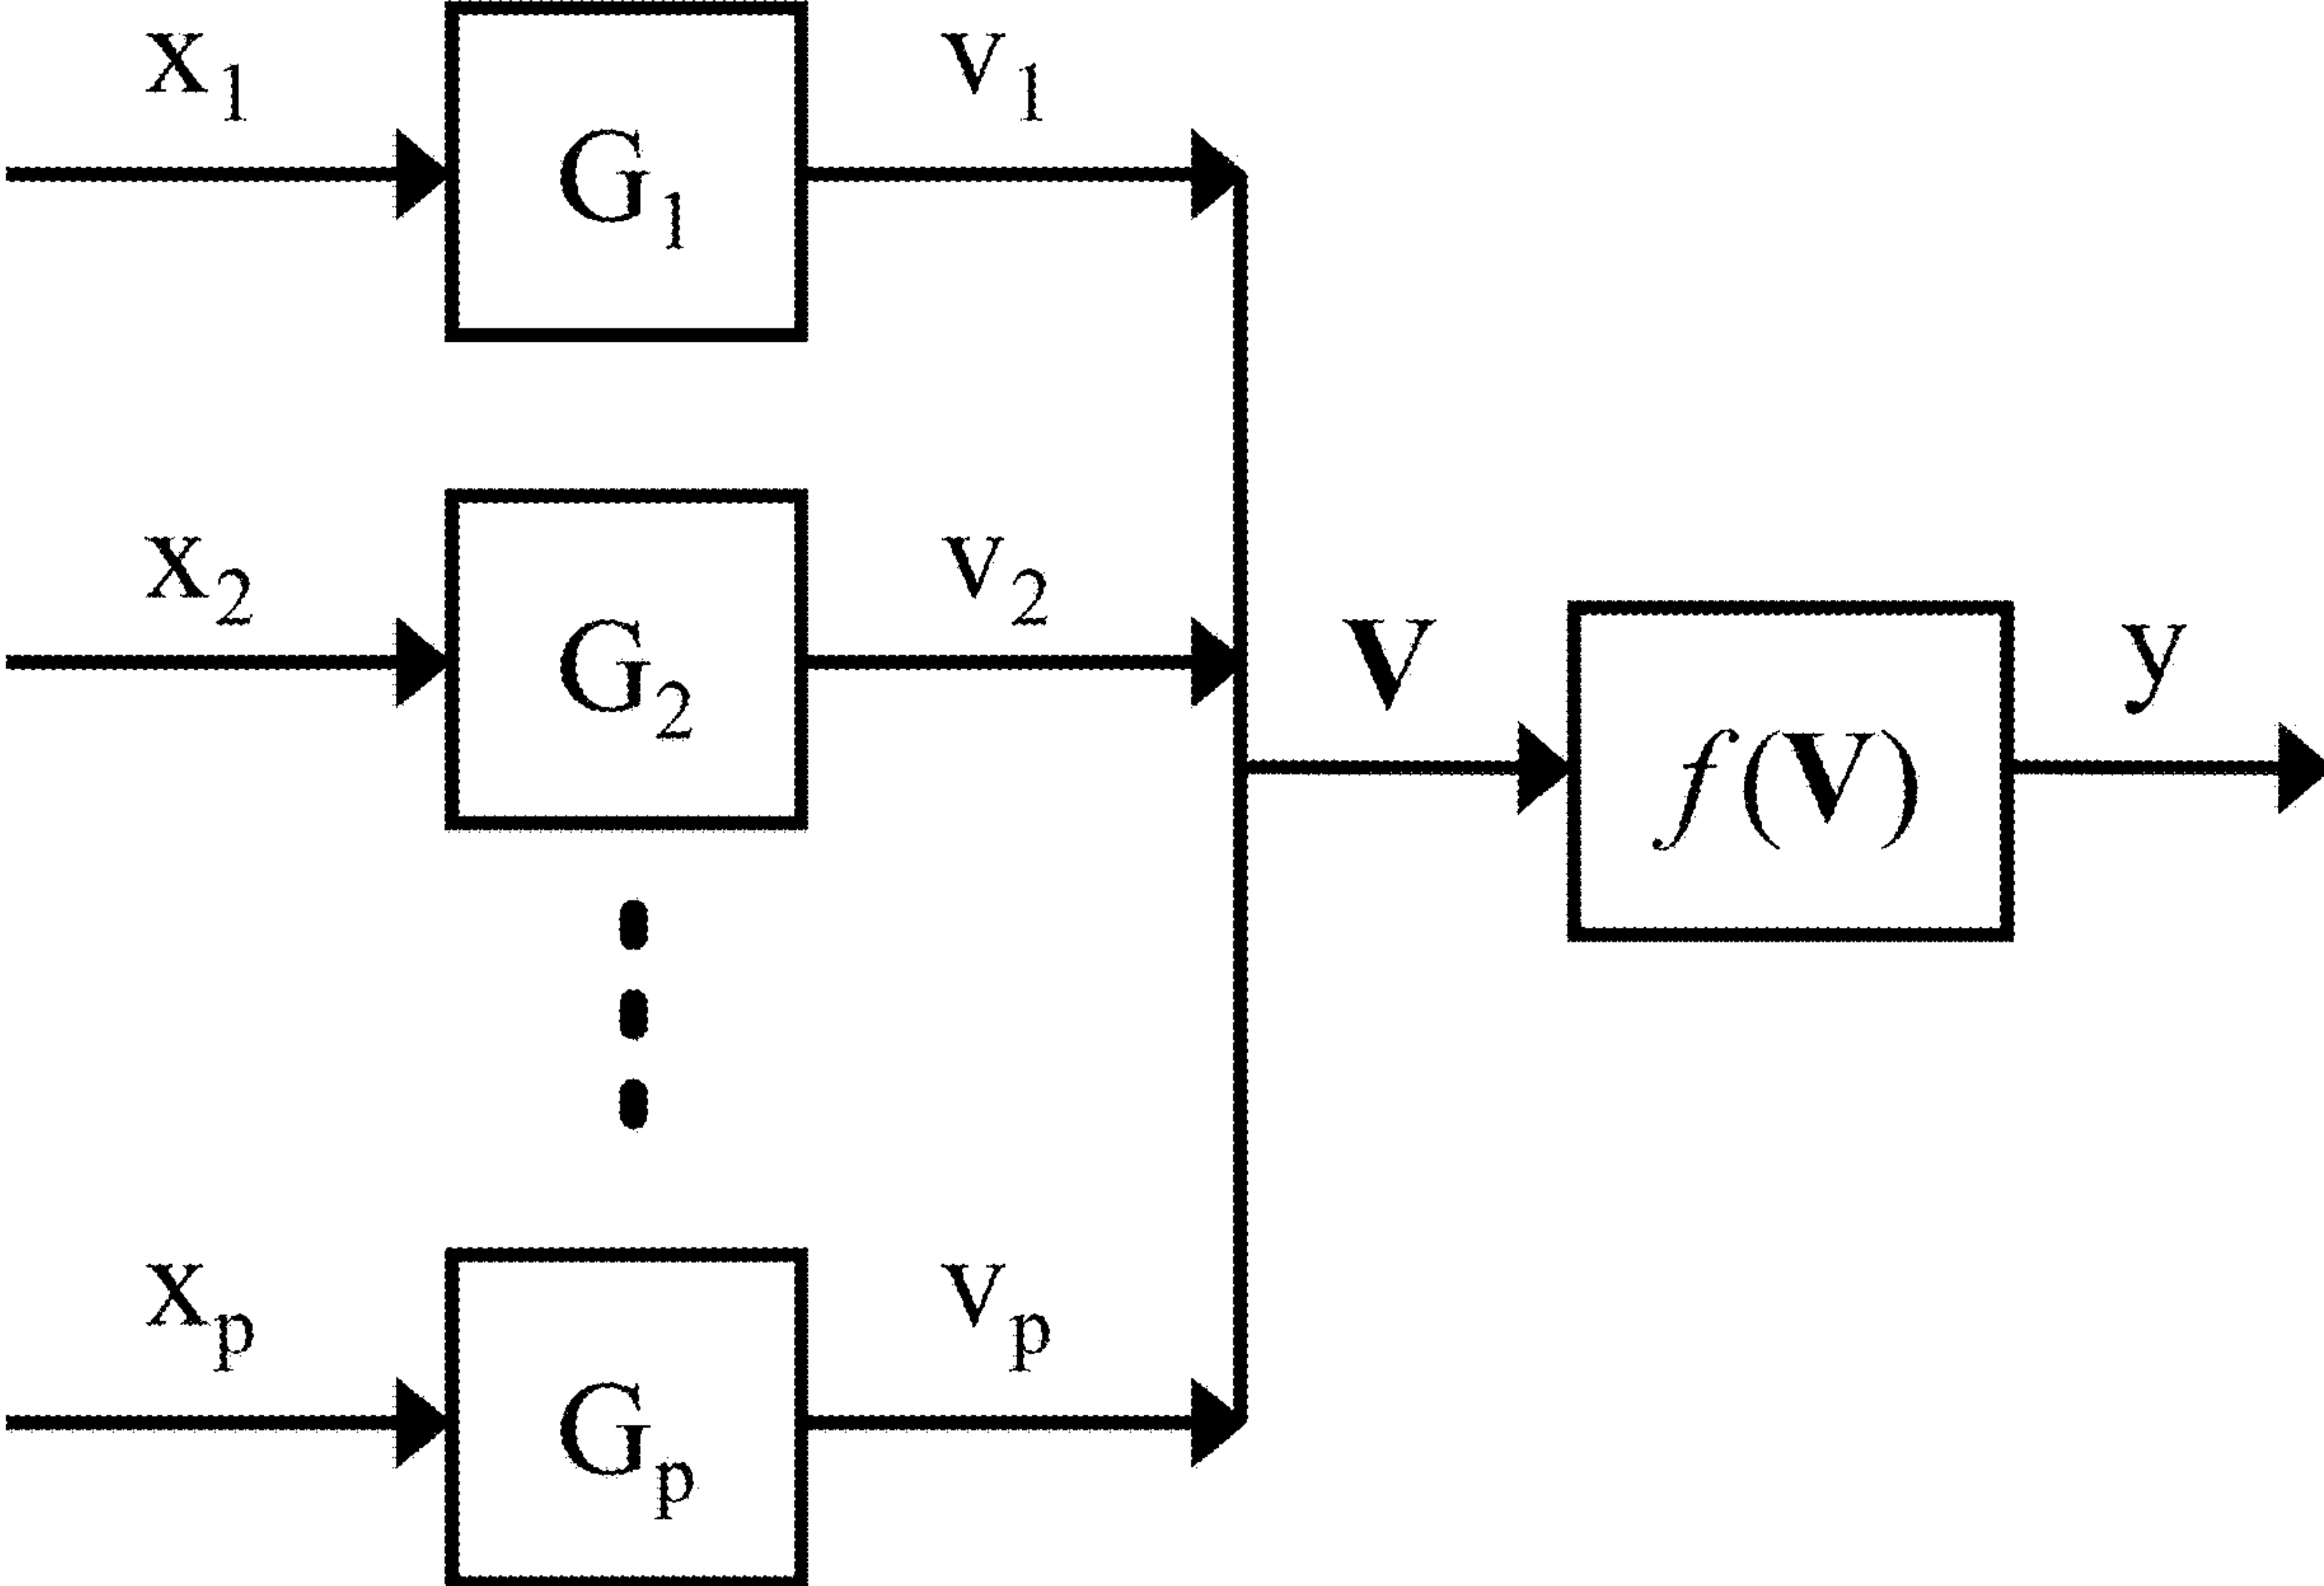 x₁ v₁
G₁
x₂ v₂
G₂
V y
f(V)
xₚ vₚ
Gₚ